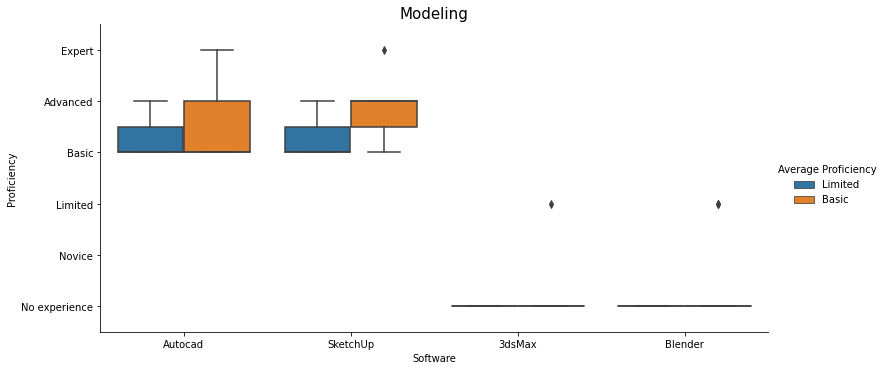 Modeling
Expert
Advanced
Basic
Limited
Novice
No experience
Proficiency
Autocad
SketchUp
3dsMax
Blender
Software
Average Proficiency
Limited
Basic